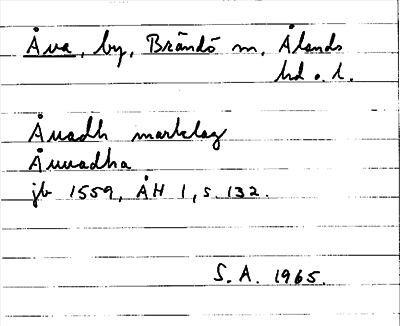 Åva, by, Brändö sn, Ålands
hd o. l.
Åuadh marklag
Åuuadha
jb 1559, ÅH 1, s. 132.
S. A. 1965.